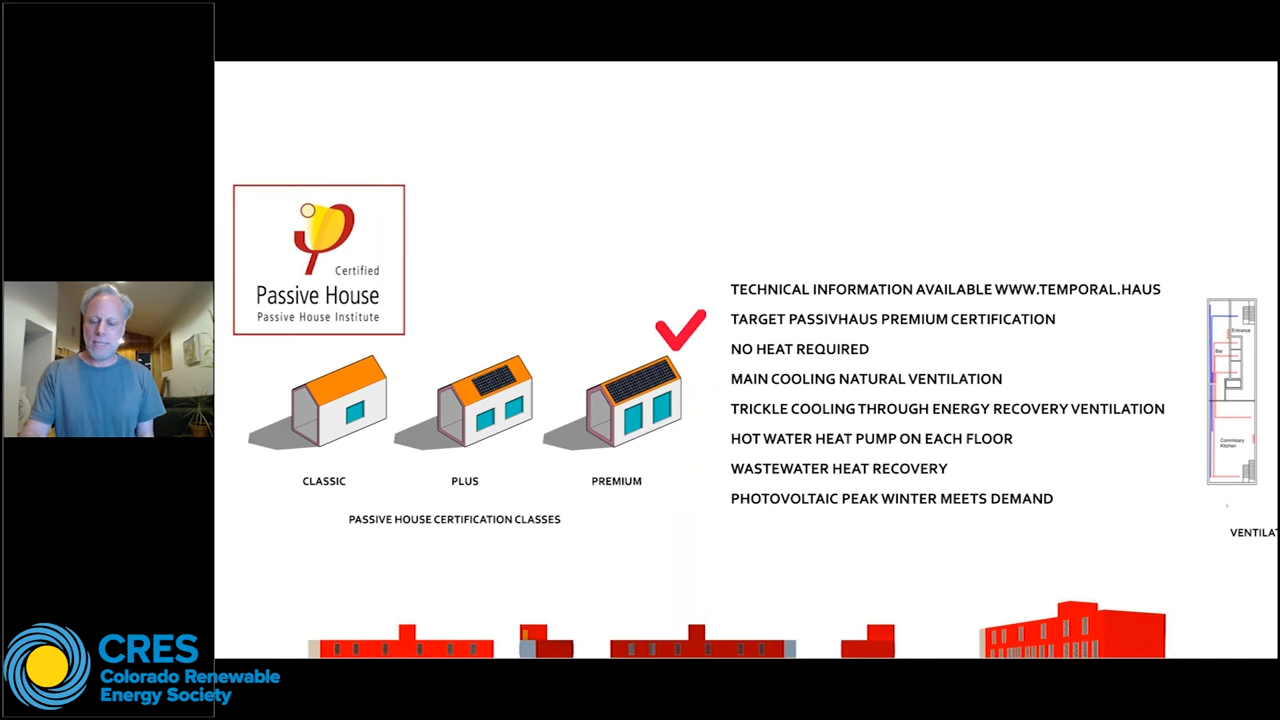 Certified
Passive House
Passive House Institute
CLASSIC
PLUS
PREMIUM
PASSIVE HOUSE CERTIFICATION CLASSES
TECHNICAL INFORMATION AVAILABLE WWW.TEMPORAL.HAUS
TARGET PASSIVHAUS PREMIUM CERTIFICATION
NO HEAT REQUIRED
MAIN COOLING NATURAL VENTILATION
TRICKLE COOLING THROUGH ENERGY RECOVERY VENTILATION
HOT WATER HEAT PUMP ON EACH FLOOR
WASTEWATER HEAT RECOVERY
PHOTOVOLTAIC PEAK WINTER MEETS DEMAND
Entrance
Bar
Commisary
Kitchen
VENTILAT
CRES
Colorado Renewable
Energy Society